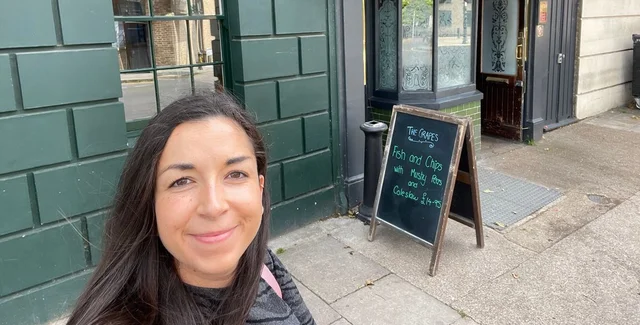 THE GRAPES
Fish and Chips
with Mushy Peas
and
Coleslaw £14.95